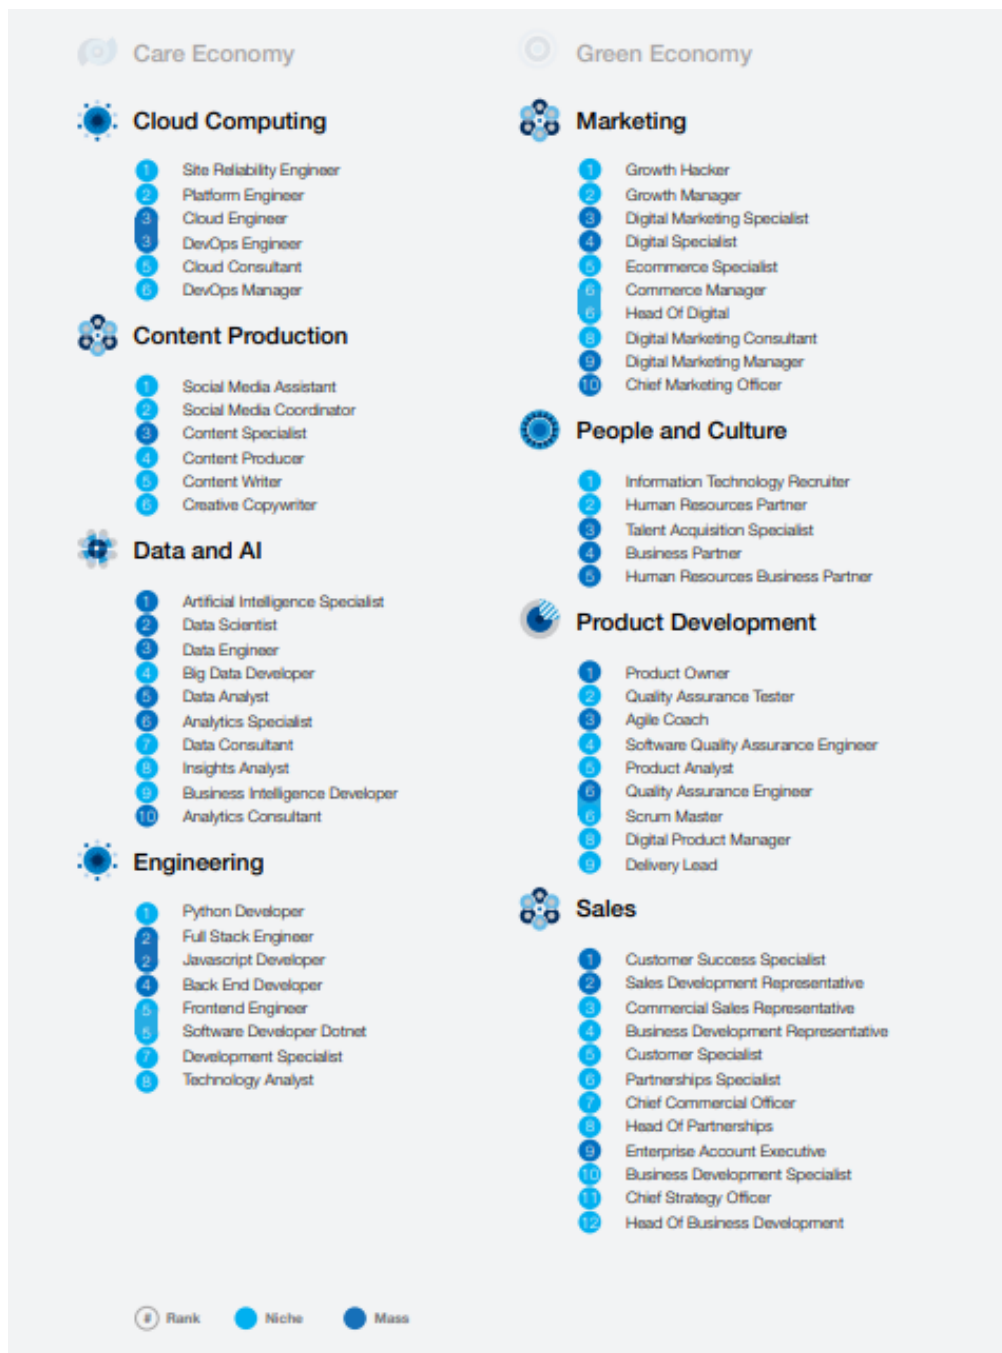 Care Economy
Cloud Computing
1 Site Reliability Engineer
2 Platform Engineer
3 Cloud Engineer
3 DevOps Engineer
5 Cloud Consultant
6 DevOps Manager
Content Production
1 Social Media Assistant
2 Social Media Coordinator
3 Content Specialist
4 Content Producer
5 Content Writer
6 Creative Copywriter
Data and AI
1 Artificial Intelligence Specialist
2 Data Scientist
3 Data Engineer
4 Big Data Developer
5 Data Analyst
6 Analytics Specialist
7 Data Consultant
8 Insights Analyst
9 Business Intelligence Developer
10 Analytics Consultant
Engineering
1 Python Developer
2 Full Stack Engineer
2 Javascript Developer
4 Back End Developer
5 Frontend Engineer
5 Software Developer Dotnet
7 Development Specialist
8 Technology Analyst
Green Economy
Marketing
1 Growth Hacker
2 Growth Manager
3 Digital Marketing Specialist
4 Digital Specialist
5 Ecommerce Specialist
6 Commerce Manager
6 Head Of Digital
8 Digital Marketing Consultant
9 Digital Marketing Manager
10 Chief Marketing Officer
People and Culture
1 Information Technology Recruiter
2 Human Resources Partner
3 Talent Acquisition Specialist
4 Business Partner
5 Human Resources Business Partner
Product Development
1 Product Owner
2 Quality Assurance Tester
3 Agile Coach
4 Software Quality Assurance Engineer
5 Product Analyst
6 Quality Assurance Engineer
6 Scrum Master
8 Digital Product Manager
9 Delivery Lead
Sales
1 Customer Success Specialist
2 Sales Development Representative
3 Commercial Sales Representative
4 Business Development Representative
5 Customer Specialist
6 Partnerships Specialist
7 Chief Commercial Officer
8 Head Of Partnerships
9 Enterprise Account Executive
10 Business Development Specialist
11 Chief Strategy Officer
12 Head Of Business Development
# Rank Niche Mass